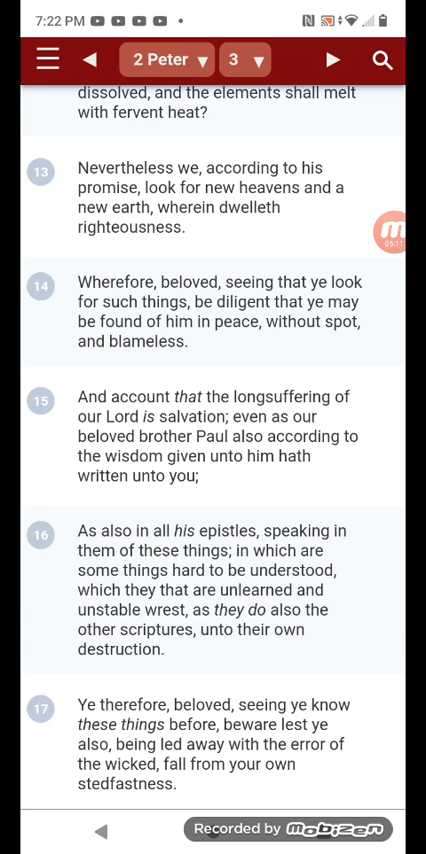 7:22 PM
2 Peter ▼ 3 ▼
dissolved, and the elements shall melt
with fervent heat?
13 Nevertheless we, according to his
promise, look for new heavens and a
new earth, wherein dwelleth
righteousness.
m
05:11
14 Wherefore, beloved, seeing that ye look
for such things, be diligent that ye may
be found of him in peace, without spot,
and blameless.
15 And account that the longsuffering of
our Lord is salvation; even as our
beloved brother Paul also according to
the wisdom given unto him hath
written unto you;
16 As also in all his epistles, speaking in
them of these things; in which are
some things hard to be understood,
which they that are unlearned and
unstable wrest, as they do also the
other scriptures, unto their own
destruction.
17 Ye therefore, beloved, seeing ye know
these things before, beware lest ye
also, being led away with the error of
the wicked, fall from your own
stedfastness.
Recorded by mobizen